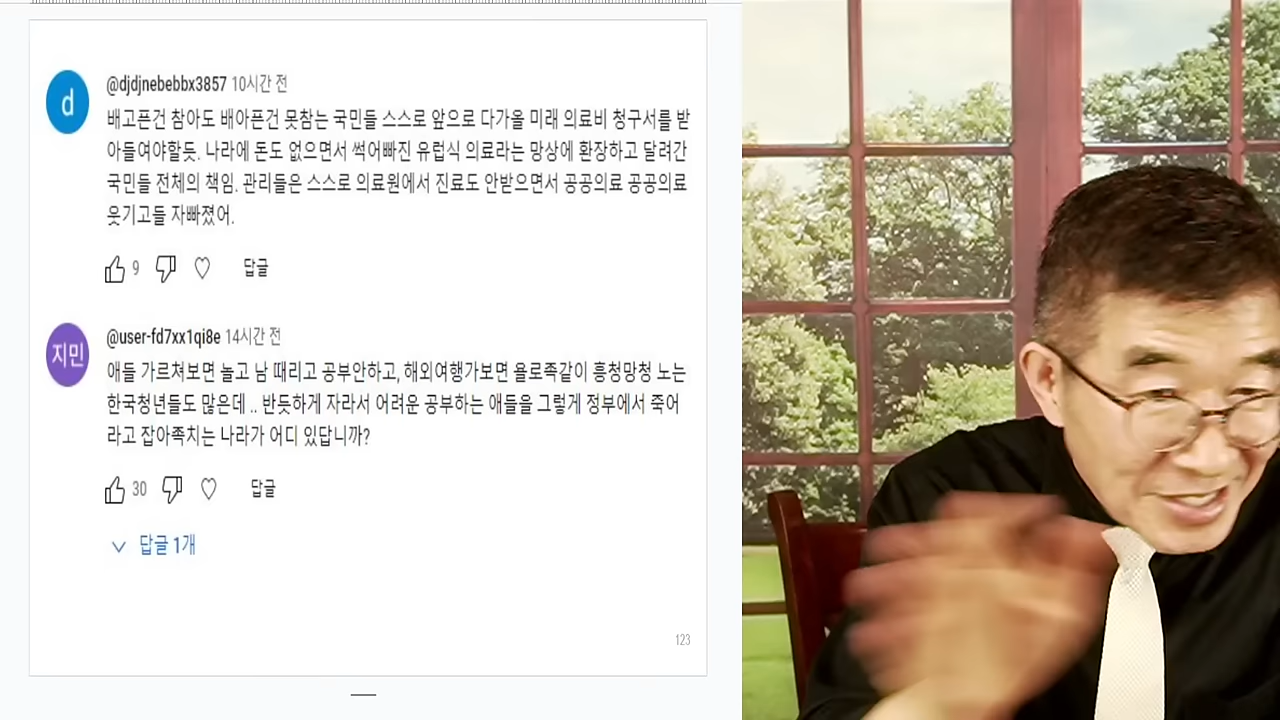 d
@djdjnebebbx3857 10시간 전
배고픈건 참아도 배아픈건 못참는 국민들 스스로 앞으로 다가올 미래 의료비 청구서를 받
아들여야할듯. 나라에 돈도 없으면서 썩어빠진 유럽식 의료라는 망상에 환장하고 달려간
국민들 전체의 책임. 관리들은 스스로 의료원에서 진료도 안받으면서 공공의료 공공의료
웃기고들 자빠졌어.
9 답글
지민
@user-fd7xx1qi8e 14시간 전
애들 가르쳐보면 놀고 남 때리고 공부안하고, 해외여행가보면 욜로족같이 흥청망청 노는
한국청년들도 많은데 .. 반듯하게 자라서 어려운 공부하는 애들을 그렇게 정부에서 죽어
라고 잡아족치는 나라가 어디 있답니까?
30 답글
답글 1개
123